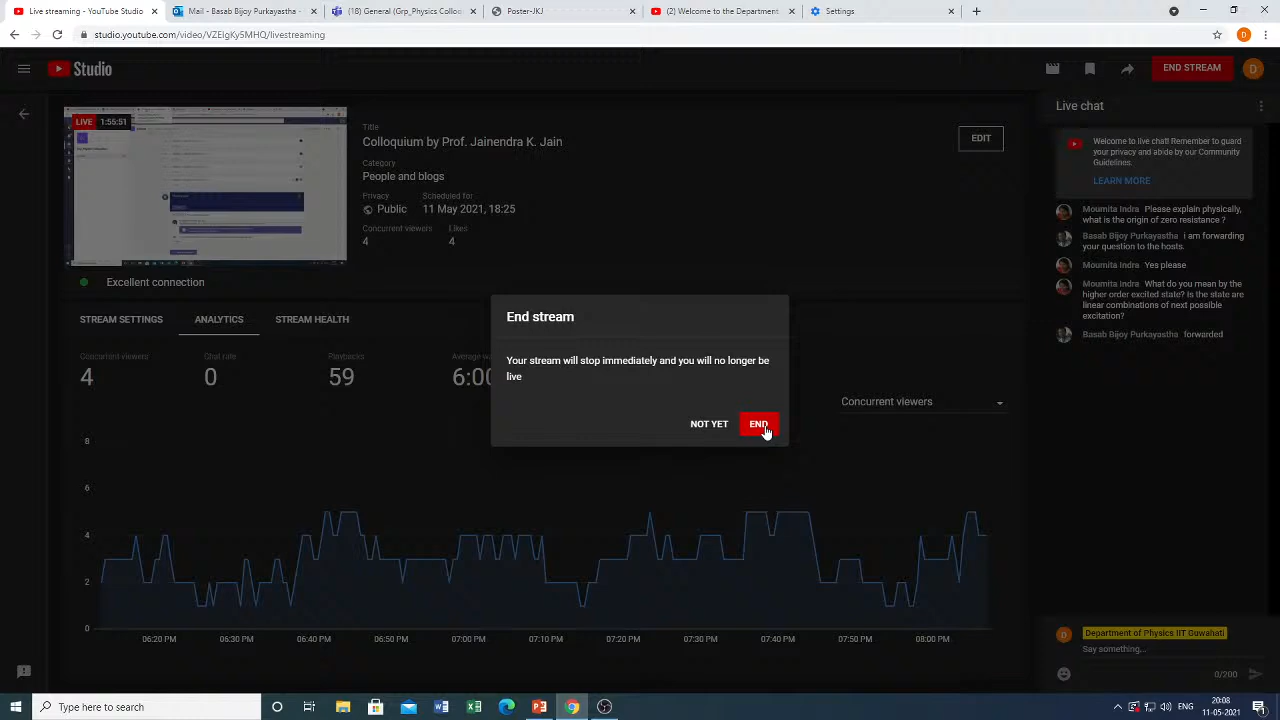 Live streaming - YouTube Studio
Mail - Basab Bijoy Purkayastha -
(18) General (Grp_Physics Colloq
Poster-JKJ
(2) Welcome to the Department
Settings
studio.youtube.com/video/VZEIgKy5MHQ/livestreaming
D
Studio
END STREAM
D
LIVE 1:55:51
Title
Colloquium by Prof. Jainendra K. Jain
EDIT
Category
People and blogs
Privacy
Scheduled for
Public
11 May 2021, 18:25
Concurrent viewers
Likes
4
4
Excellent connection
STREAM SETTINGS
ANALYTICS
STREAM HEALTH
Concurrent viewers
Chat rate
Playbacks
4
0
59
6:00
Concurrent viewers
8
6
4
2
0
06:20 PM
06:30 PM
06:40 PM
06:50 PM
07:00 PM
07:10 PM
07:20 PM
07:30 PM
07:40 PM
07:50 PM
08:00 PM
End stream
Your stream will stop immediately and you will no longer be
live
NOT YET
END
Live chat
Welcome to live chat! Remember to guard
your privacy and abide by our Community
Guidelines.
LEARN MORE
Moumita Indra Please explain physically,
what is the origin of zero resistance ?
Basab Bijoy Purkayastha i am forwarding
your question to the hosts.
Moumita Indra Yes please
Moumita Indra What do you mean by the
higher order excited state? Is the state are
linear combinations of next possible
excitation?
Basab Bijoy Purkayastha forwarded
D
Department of Physics IIT Guwahati
Say something...
0/200
Type here to search
ENG
20:08
11-05-2021